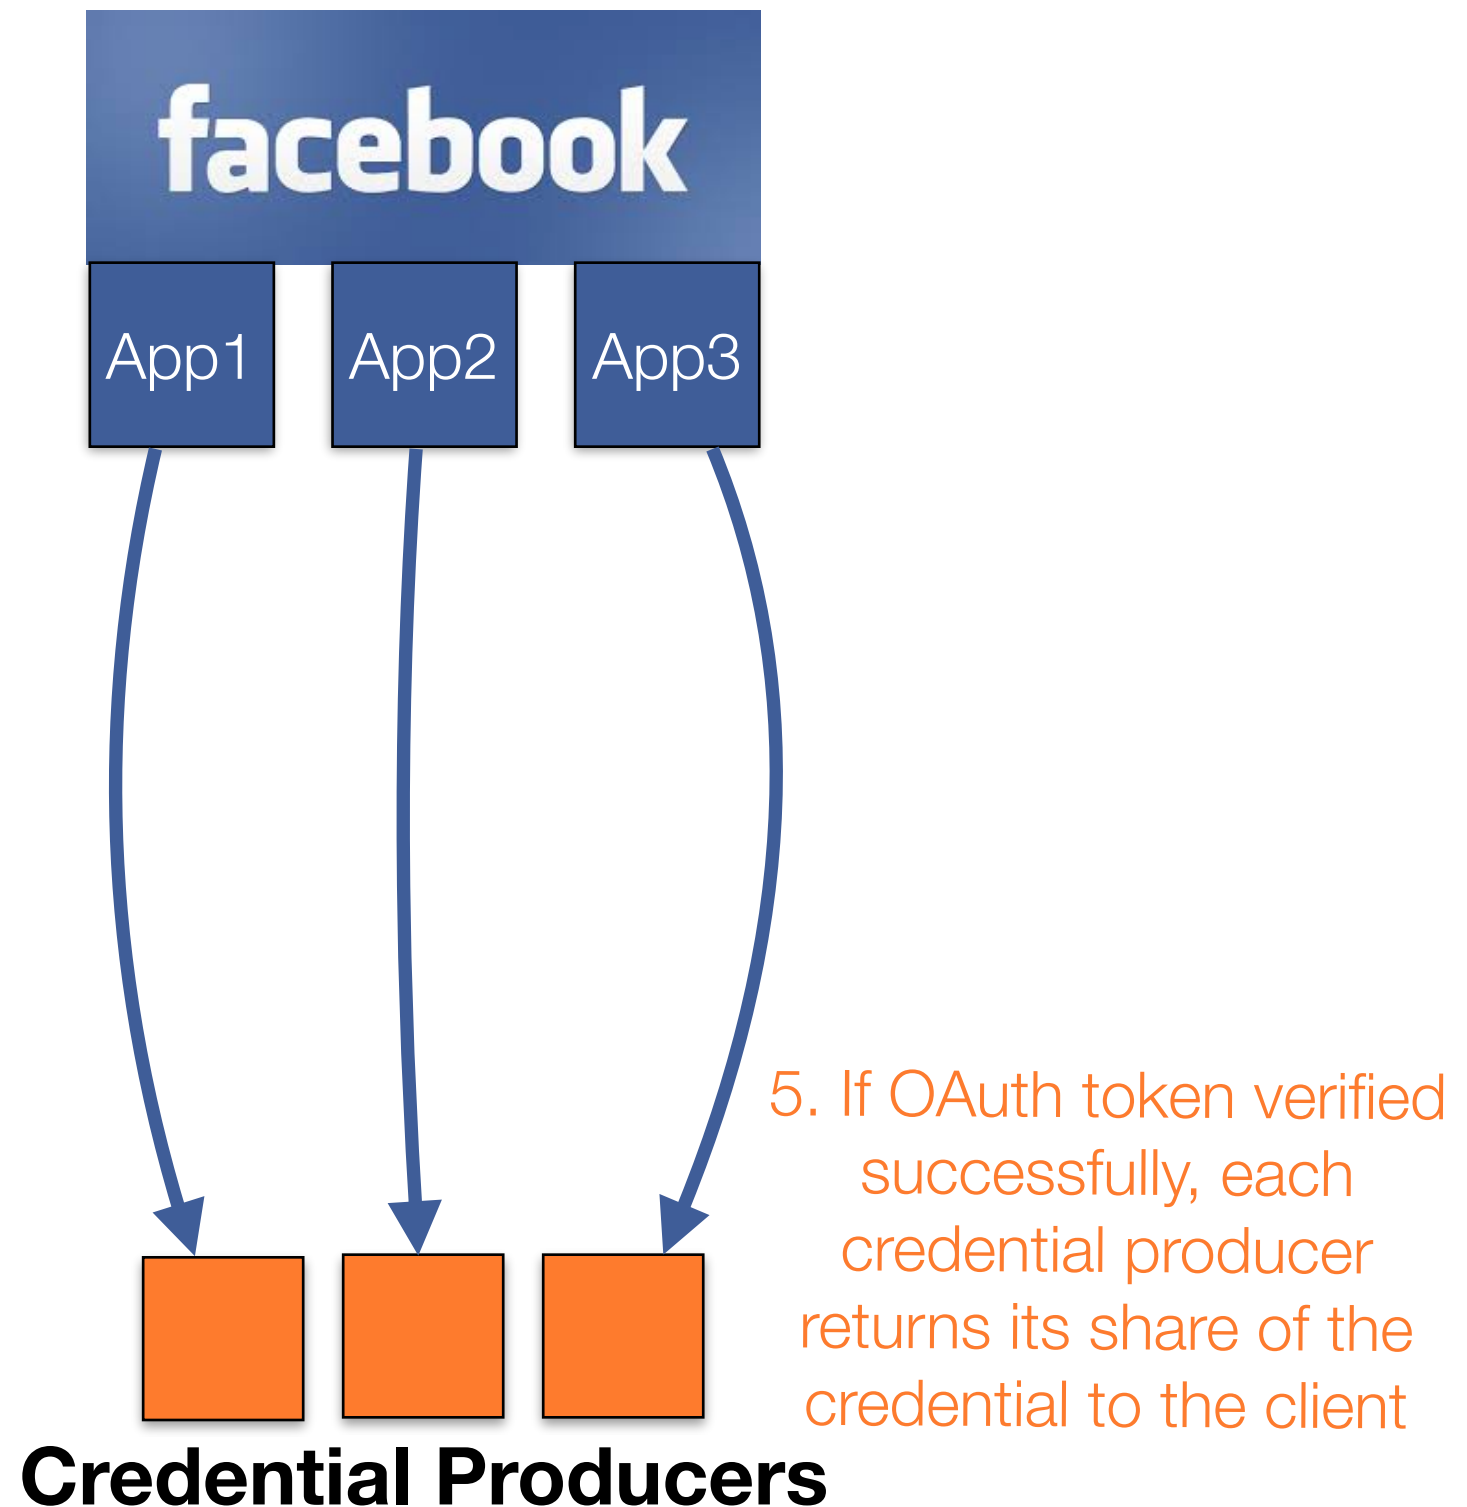 facebook
App1 App2 App3
5. If OAuth token verified
successfully, each
credential producer
returns its share of the
credential to the client
Credential Producers